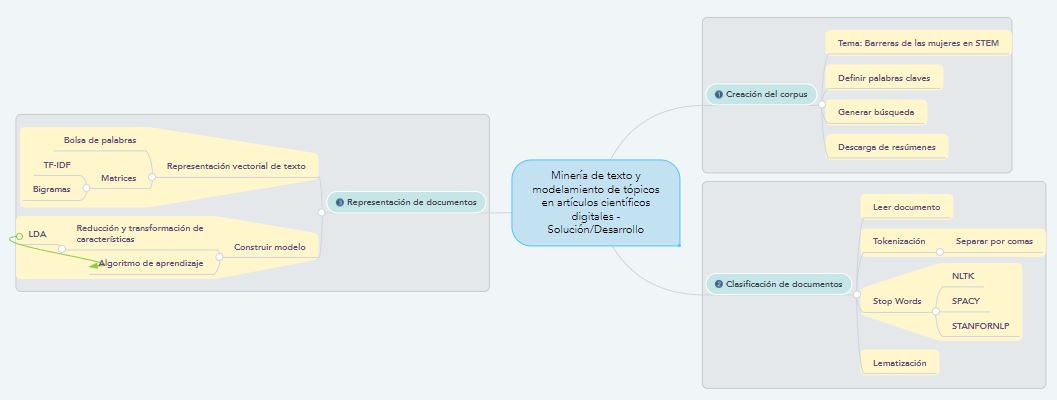 Minería de texto y
modelamiento de tópicos
en artículos científicos
digitales -
Solución/Desarrollo
1 Creación del corpus
Tema: Barreras de las mujeres en STEM
Definir palabras claves
Generar búsqueda
Descarga de resúmenes
2 Clasificación de documentos
Leer documento
Tokenización
Separar por comas
Stop Words
NLTK
SPACY
STANFORNLP
Lematización
3 Representación de documentos
Representación vectorial de texto
Bolsa de palabras
Matrices
TF-IDF
Bigramas
Construir modelo
Reducción y transformación de
características
LDA
Algoritmo de aprendizaje